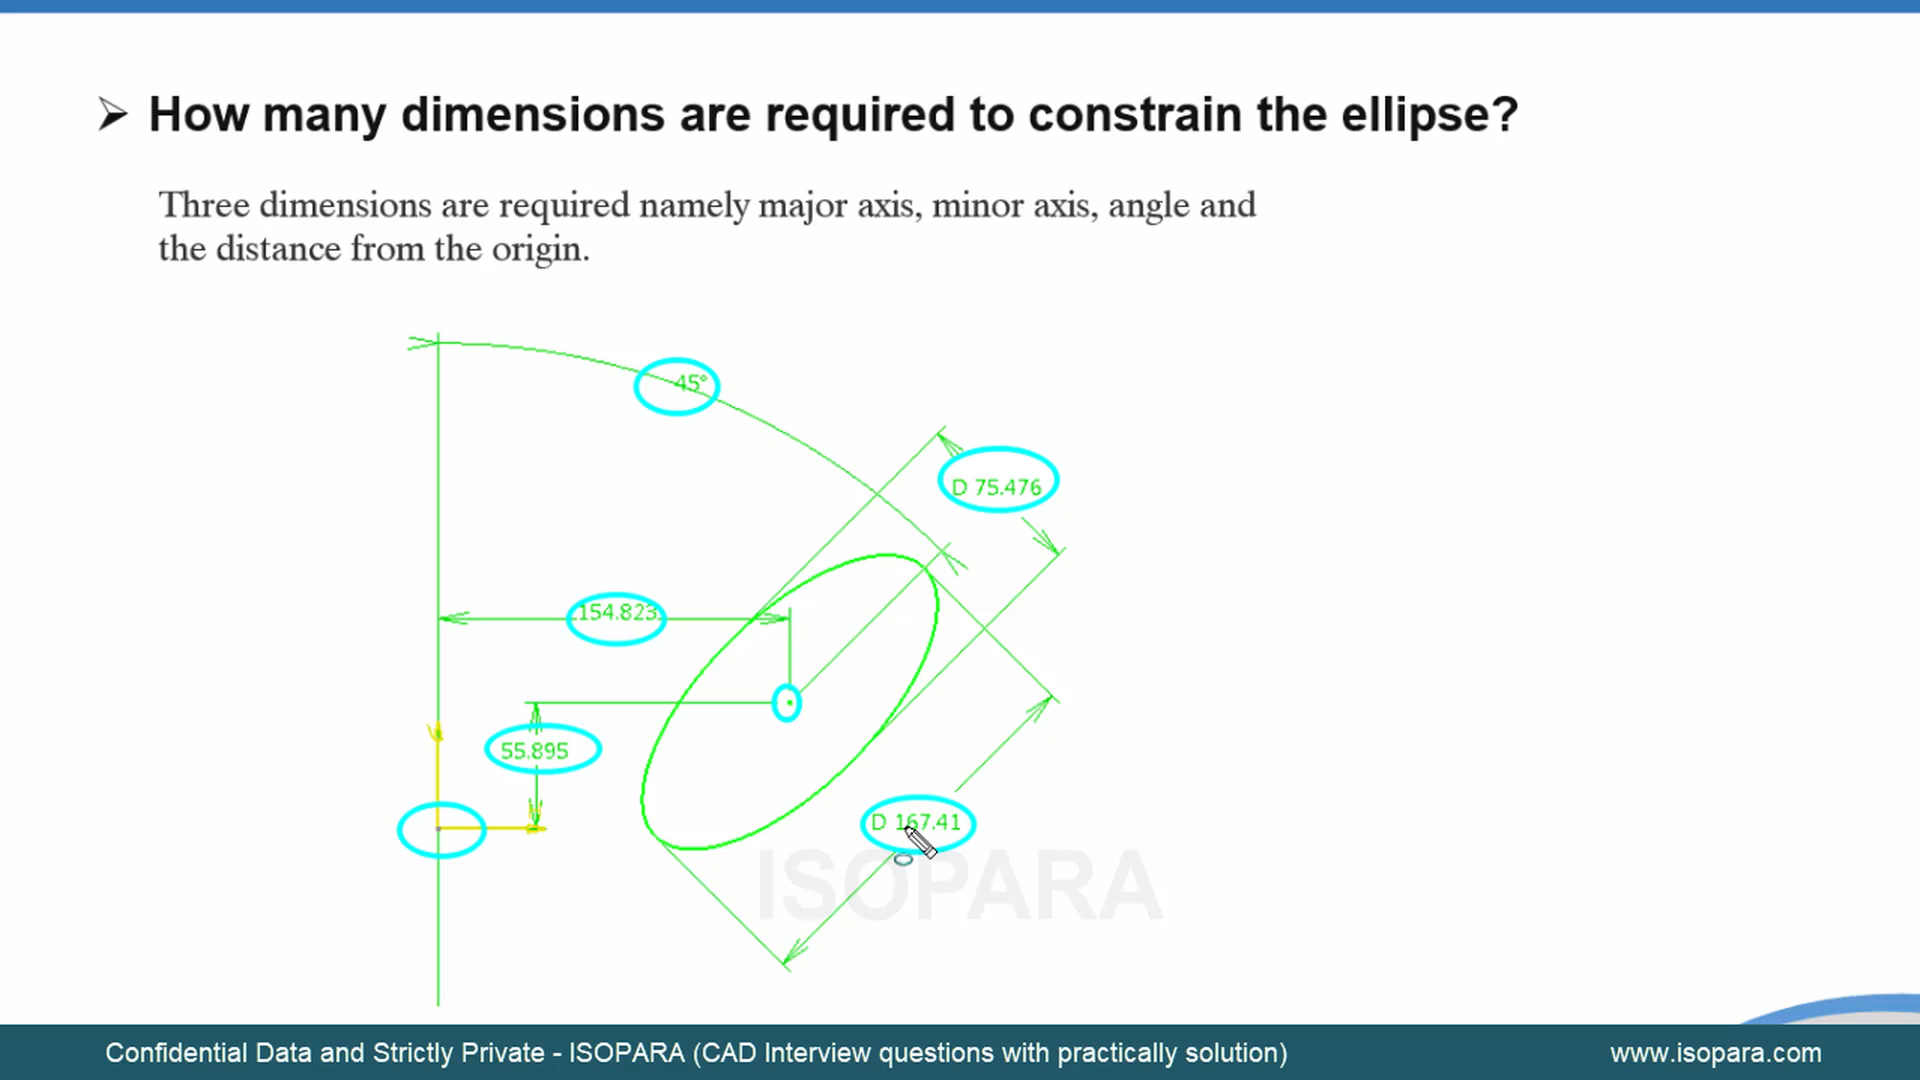 How many dimensions are required to constrain the ellipse?
Three dimensions are required namely major axis, minor axis, angle and
the distance from the origin.
45°
D 75.476
154.823
55.895
D 167.41
V
H
ISOPARA
Confidential Data and Strictly Private - ISOPARA (CAD Interview questions with practically solution)
www.isopara.com